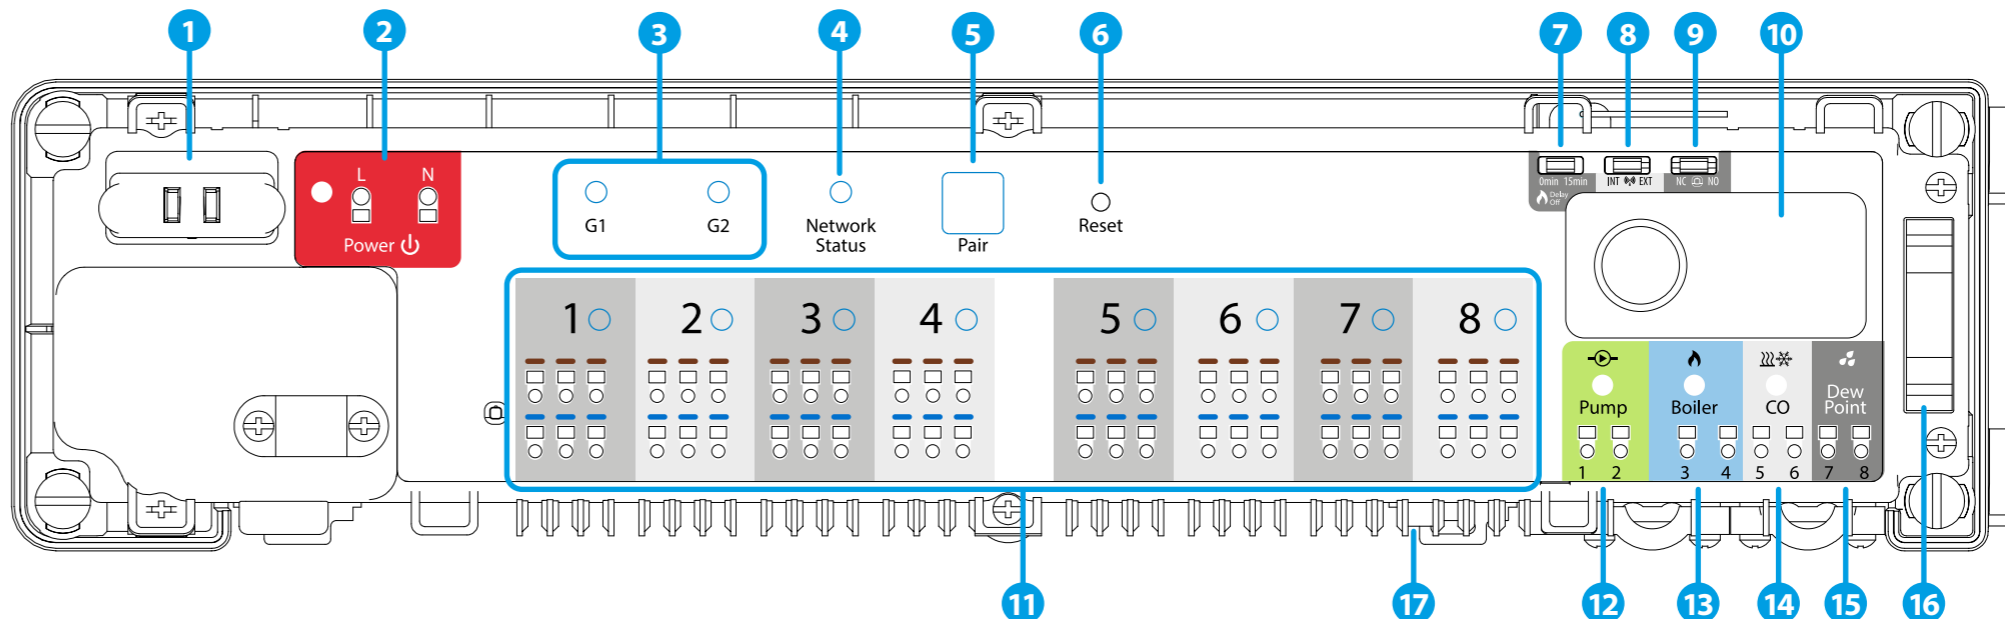 1 2 3 4 5 6 7 8 9 10
L N
Power
G1 G2
Network
Status
Pair
Reset
0min 15min
Delay
Off
INT EXT
NC NO
1 2 3 4 5 6 7 8
Pump Boiler CO Dew
Point
1 2 3 4 5 6 7 8
11 17 12 13 14 15 16